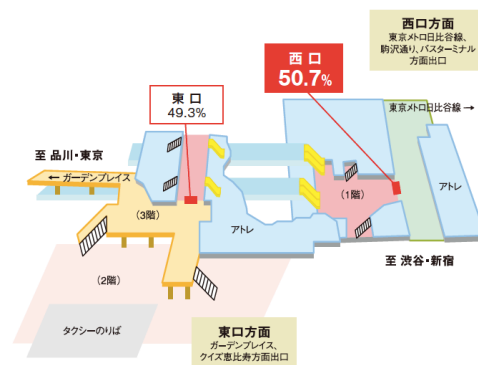 西口方面
東京メトロ日比谷線、
駒沢通り、バスターミナル
方面出口
西 口
50.7%
東 口
49.3%
東京メトロ日比谷線 →
至 品川・東京
← ガーデンプレイス
(3階)
(1階)
アトレ
アトレ
至 渋谷・新宿
(2階)
タクシーのりば
東口方面
ガーデンプレイス、
クイズ恵比寿方面出口